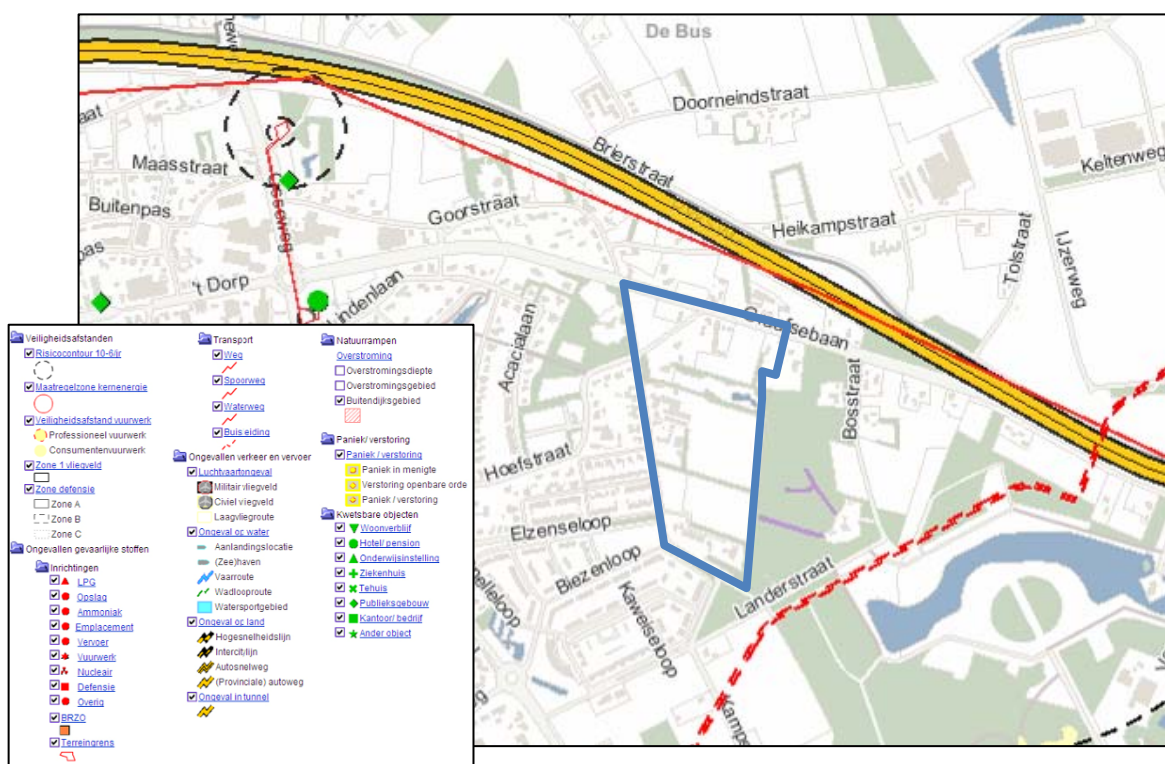 De Bus
Doorneindstraat
Brierstraat
Keltenweg
Maasstraat
Buitenpas
Goorstraat
Heikampstraat
Tolstraat
IJzerweg
't Dorp
Lindenlaan
Graafsebaan
Acacialaan
Bosstraat
Hoefstraat
Elzenseloop
Biezenloop
Kaweiseloop
Landerstraat
Veiligheidsafstanden
Risicocontour 10-6/jr
Maatregelzone kernenergie
Veiligheidsafstand vuurwerk
Professioneel vuurwerk
Consumentenvuurwerk
Zone 1 vliegveld
Zone defensie
Zone A
Zone B
Zone C
Ongevallen gevaarlijke stoffen
Inrichtingen
LPG
Opslag
Ammoniak
Emplacement
Vervoer
Vuurwerk
Nucleair
Defensie
Overig
BRZO
Terreingrens
Transport
Weg
Spoorweg
Waterweg
Buis eiding
Ongevallen verkeer en vervoer
Luchtvaartongeval
Militair vliegveld
Civiel vliegveld
Laagvliegroute
Ongeval op water
Aanlandingslocatie
(Zee)haven
Vaarroute
Wadlooproute
Watersportgebied
Ongeval op land
Hogesnelheidslijn
Intercitylijn
Autosnelweg
(Provinciale) autoweg
Ongeval in tunnel
Natuurrampen
Overstroming
Overstromingsdiepte
Overstromingsgebied
Buitendijksgebied
Paniek/ verstoring
Paniek / verstoring
Paniek in menigte
Verstoring openbare orde
Paniek / verstoring
Kwetsbare objecten
Woonverblijf
Hotel/ pension
Onderwijsinstelling
Ziekenhuis
Tehuis
Publieksgebouw
Kantoor/ bedrijf
Ander object